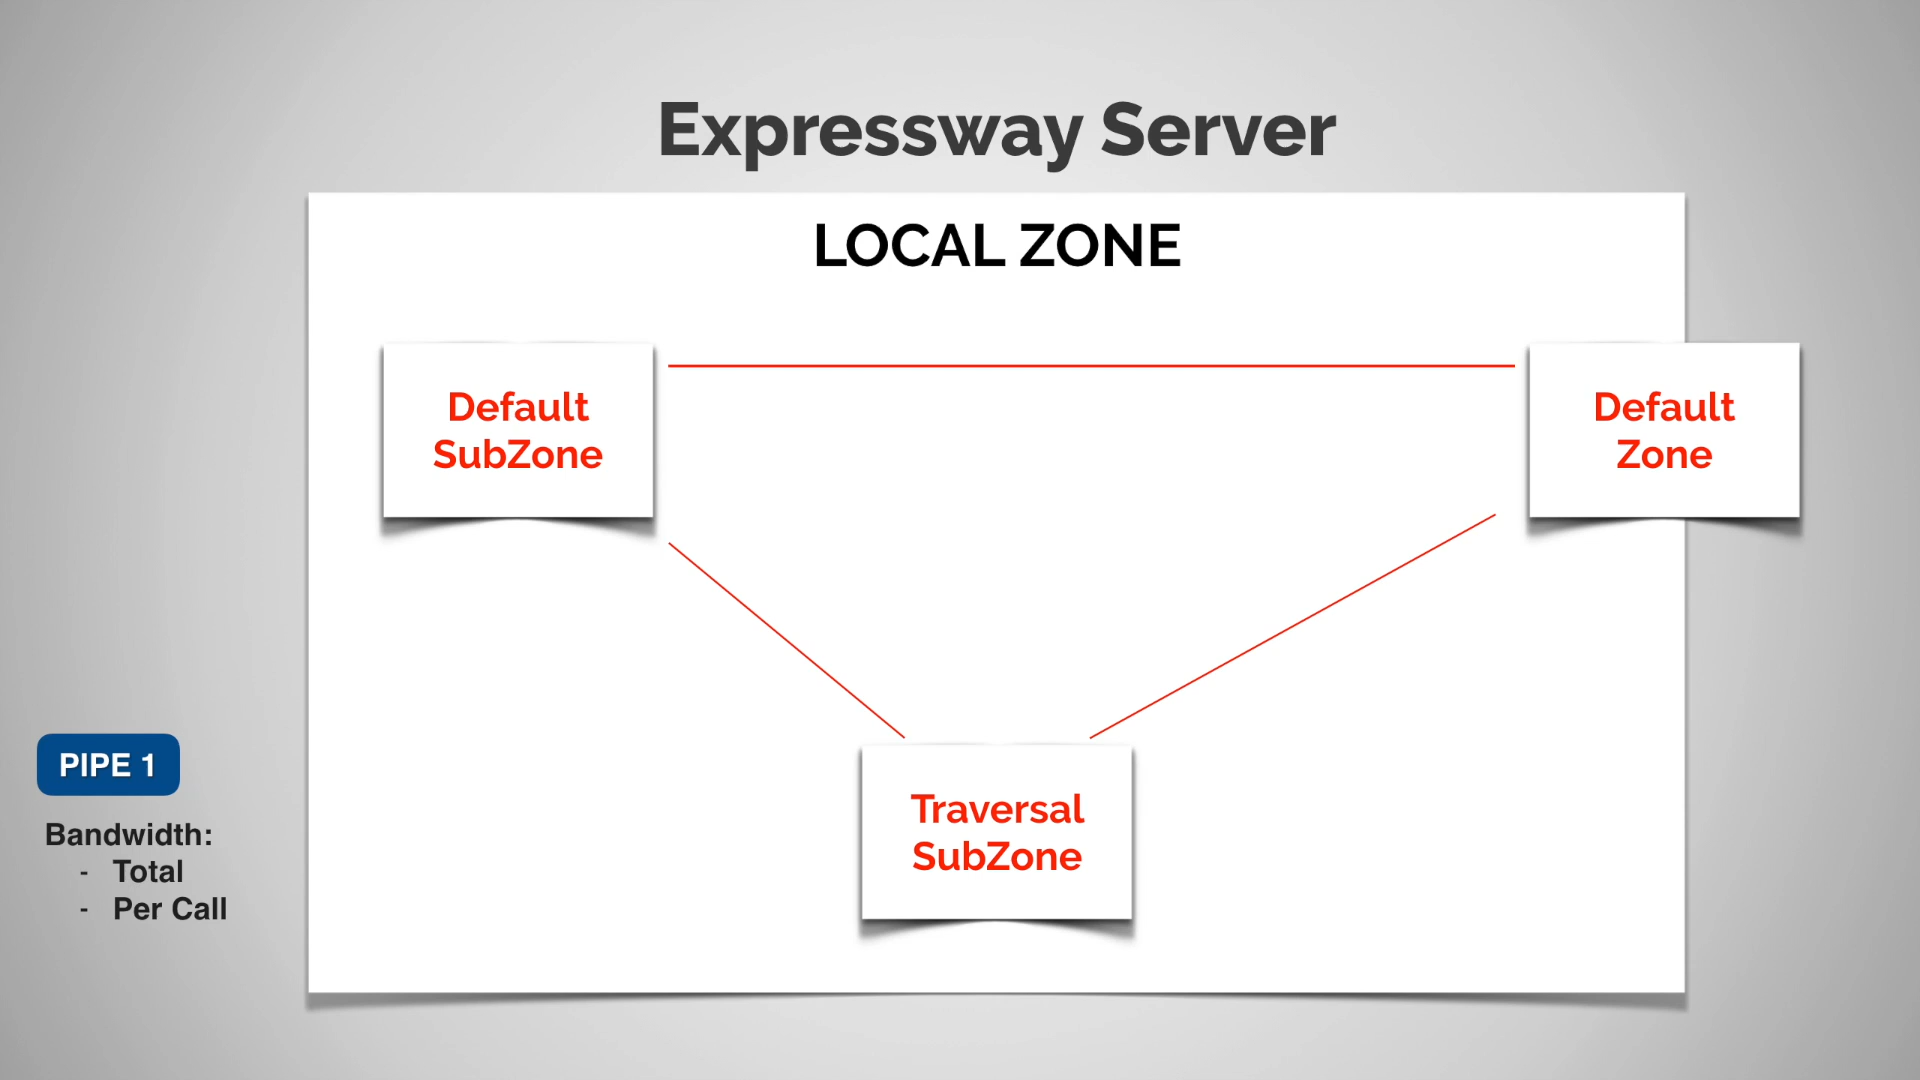 Expressway Server
LOCAL ZONE
Default
SubZone
Default
Zone
Traversal
SubZone
PIPE 1
Bandwidth:
- Total
- Per Call